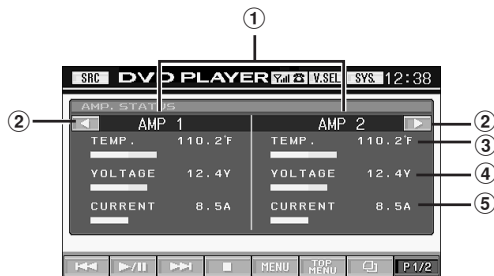 ①
SRC DVD PLAYER V.SEL SYS. 12:38
AMP. STATUS
② AMP 1 AMP 2 ②
TEMP. 110.2°F TEMP. 110.2°F ③
VOLTAGE 12.4V VOLTAGE 12.4V ④
CURRENT 8.5A CURRENT 8.5A ⑤
MENU TOP MENU P1/2